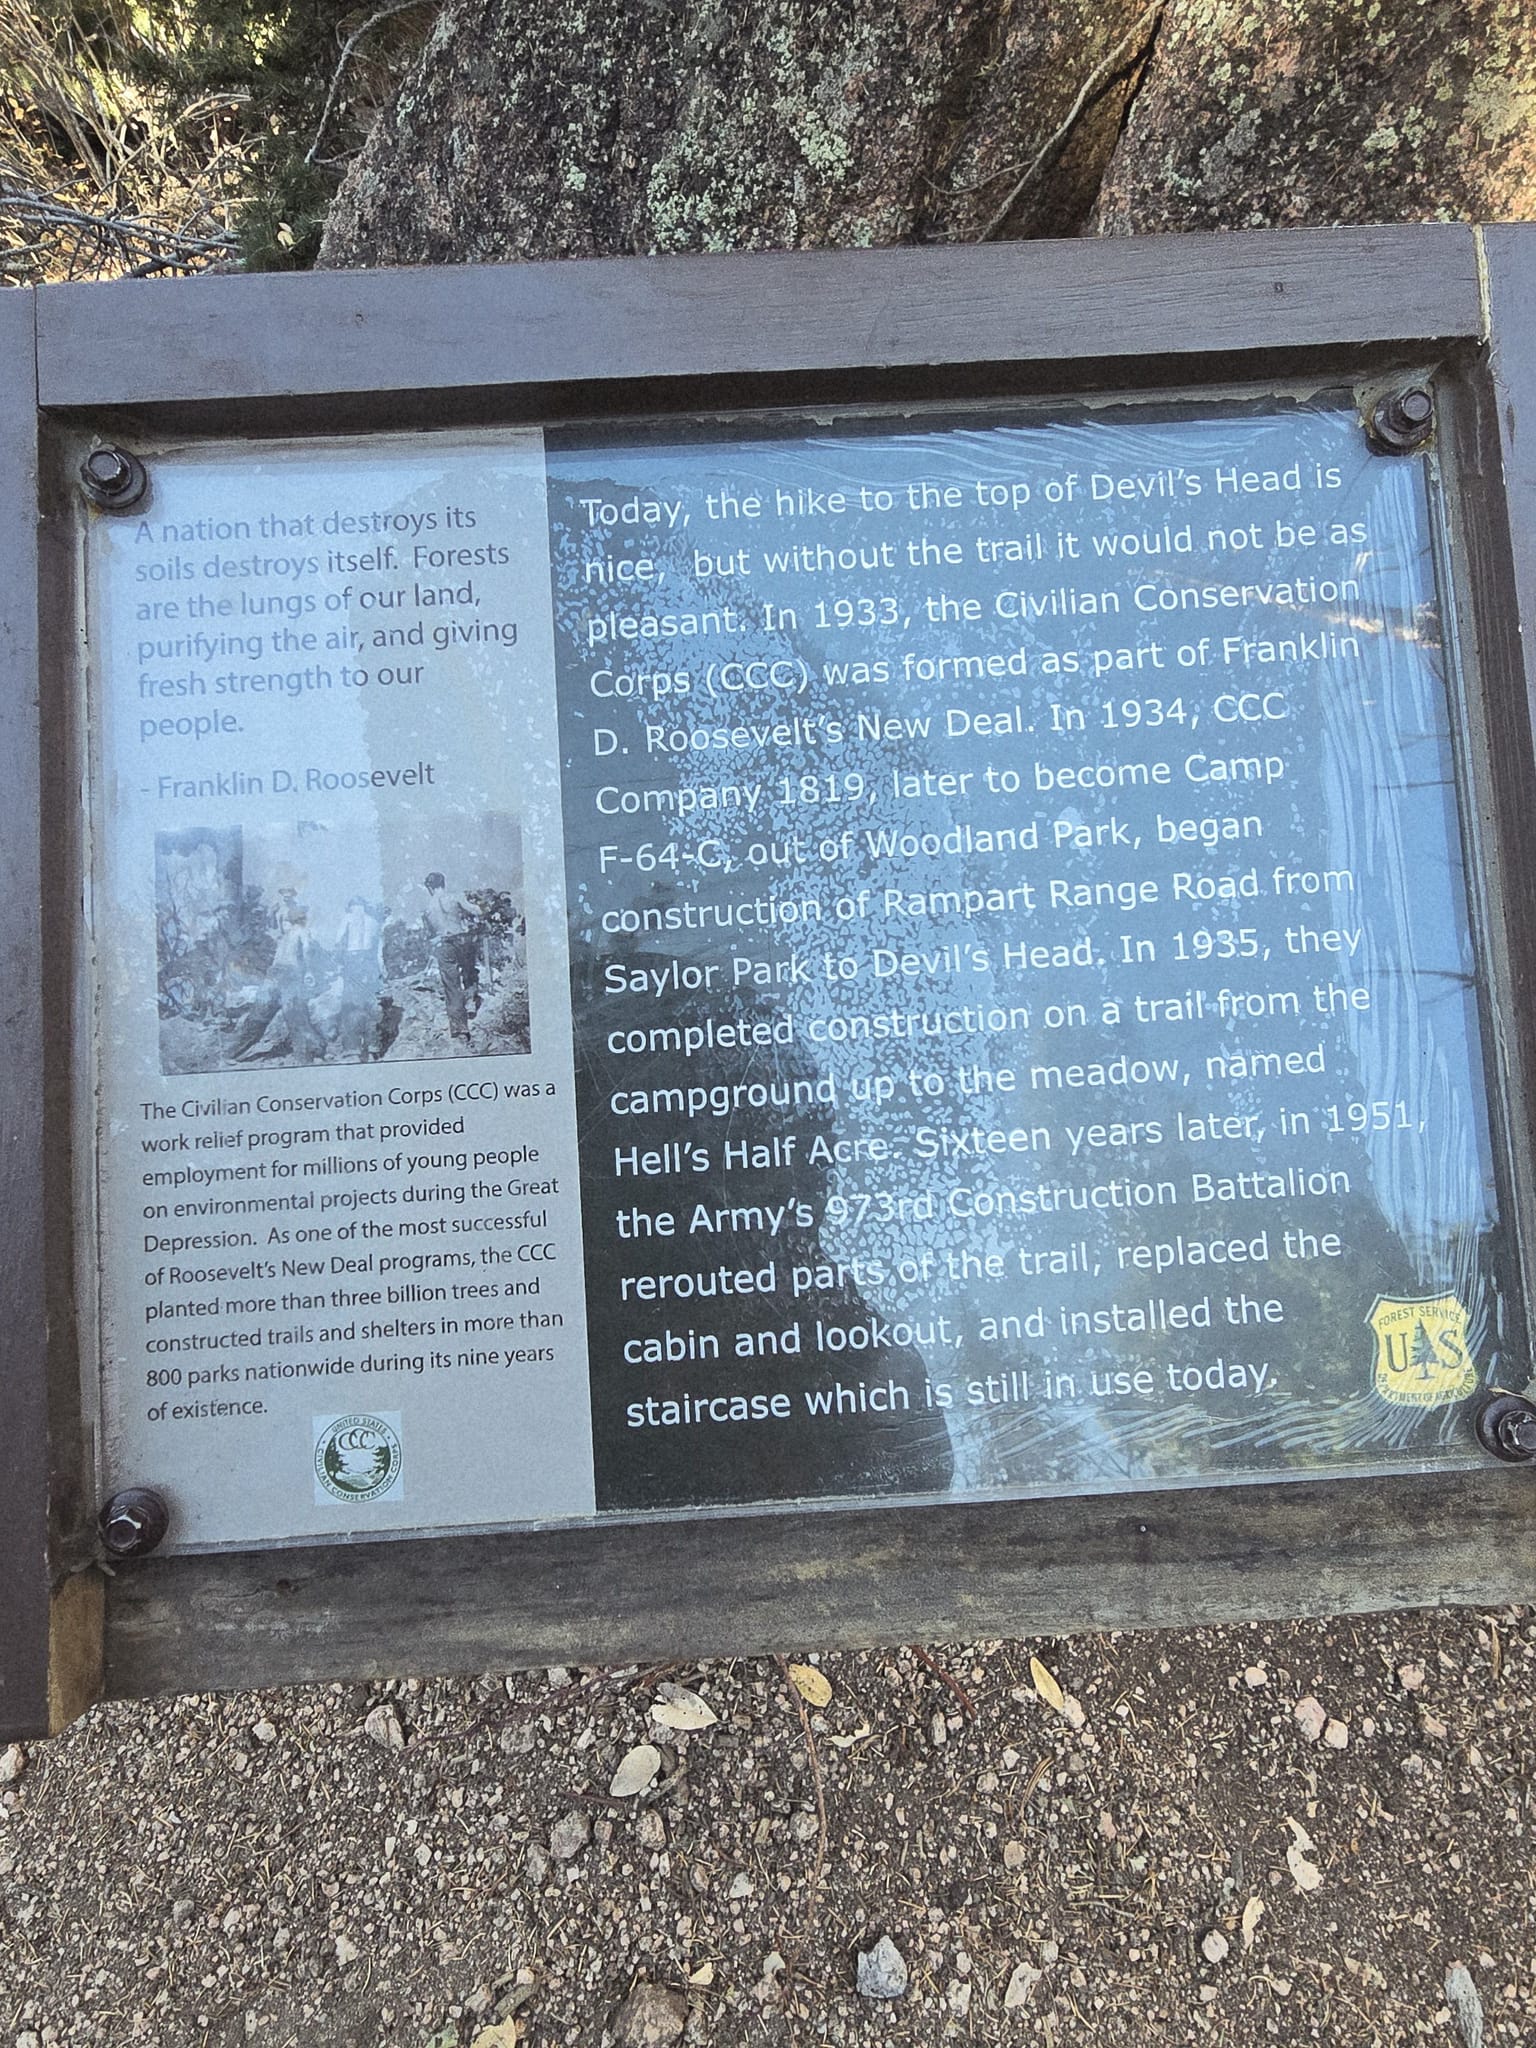 A nation that destroys its
soils destroys itself. Forests
are the lungs of our land,
purifying the air, and giving
fresh strength to our
people.
- Franklin D. Roosevelt
The Civilian Conservation Corps (CCC) was a
work relief program that provided
employment for millions of young people
on environmental projects during the Great
Depression. As one of the most successful
of Roosevelt's New Deal programs, the CCC
planted more than three billion trees and
constructed trails and shelters in more than
800 parks nationwide during its nine years
of existence.
UNITED STATES
CCC
CIVILIAN CONSERVATION CORPS
Today, the hike to the top of Devil's Head is
nice, but without the trail it would not be as
pleasant. In 1933, the Civilian Conservation
Corps (CCC) was formed as part of Franklin
D. Roosevelt's New Deal. In 1934, CCC
Company 1819, later to become Camp
F-64-C, out of Woodland Park, began
construction of Rampart Range Road from
Saylor Park to Devil's Head. In 1935, they
completed construction on a trail from the
campground up to the meadow, named
Hell's Half Acre. Sixteen years later, in 1951,
the Army's 973rd Construction Battalion
rerouted parts of the trail, replaced the
cabin and lookout, and installed the
staircase which is still in use today.
FOREST SERVICE
U S
DEPARTMENT OF AGRICULTURE